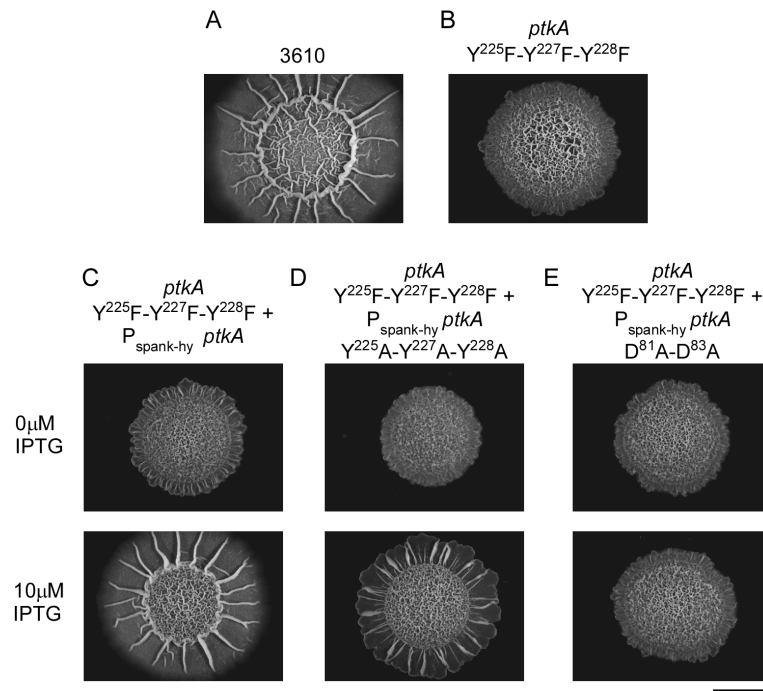 A
3610
B
ptkA
Y²²⁵F-Y²²⁷F-Y²²⁸F
C
ptkA
Y²²⁵F-Y²²⁷F-Y²²⁸F +
Pspank-hy ptkA
D
ptkA
Y²²⁵F-Y²²⁷F-Y²²⁸F +
Pspank-hy ptkA
Y²²⁵A-Y²²⁷A-Y²²⁸A
E
ptkA
Y²²⁵F-Y²²⁷F-Y²²⁸F +
Pspank-hy ptkA
D⁸¹A-D⁸³A
0μM
IPTG
10μM
IPTG